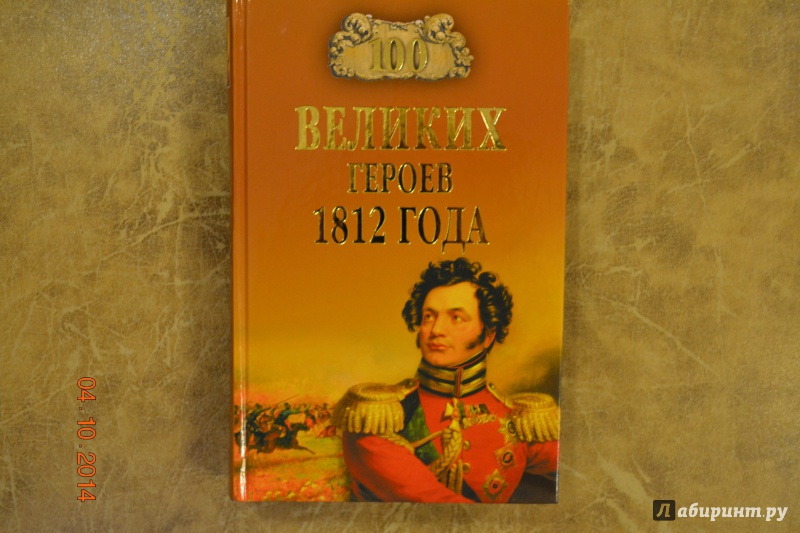 100
ВЕЛИКИХ
ГЕРОЕВ
1812 ГОДА
04.10.2014
Лабиринт.ру